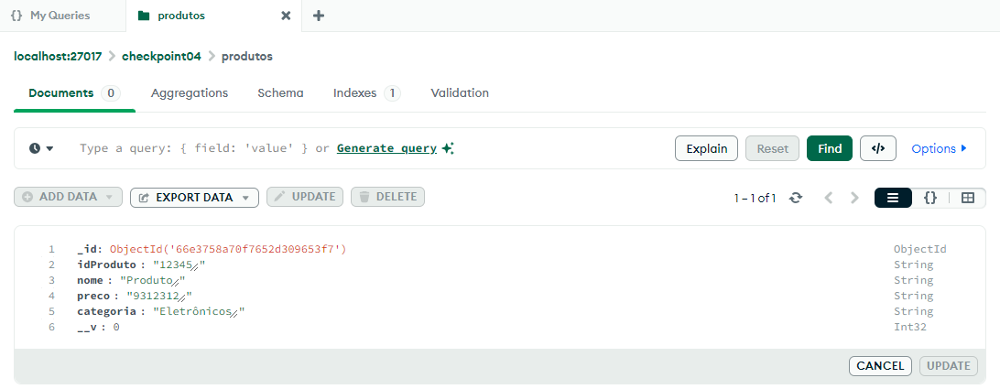 {} My Queries
produtos
localhost:27017 > checkpoint04 > produtos
Documents 0 Aggregations Schema Indexes 1 Validation
Type a query: { field: 'value' } or Generate query Explain Reset Find </> Options
ADD DATA EXPORT DATA UPDATE DELETE 1 – 1 of 1 {}
1 _id: ObjectId('66e3758a70f7652d309653f7') ObjectId
2 idProduto : "12345" String
3 nome : "Produto" String
4 preco : "9312312" String
5 categoria : "Eletrônicos" String
6 __v : 0 Int32
CANCEL UPDATE